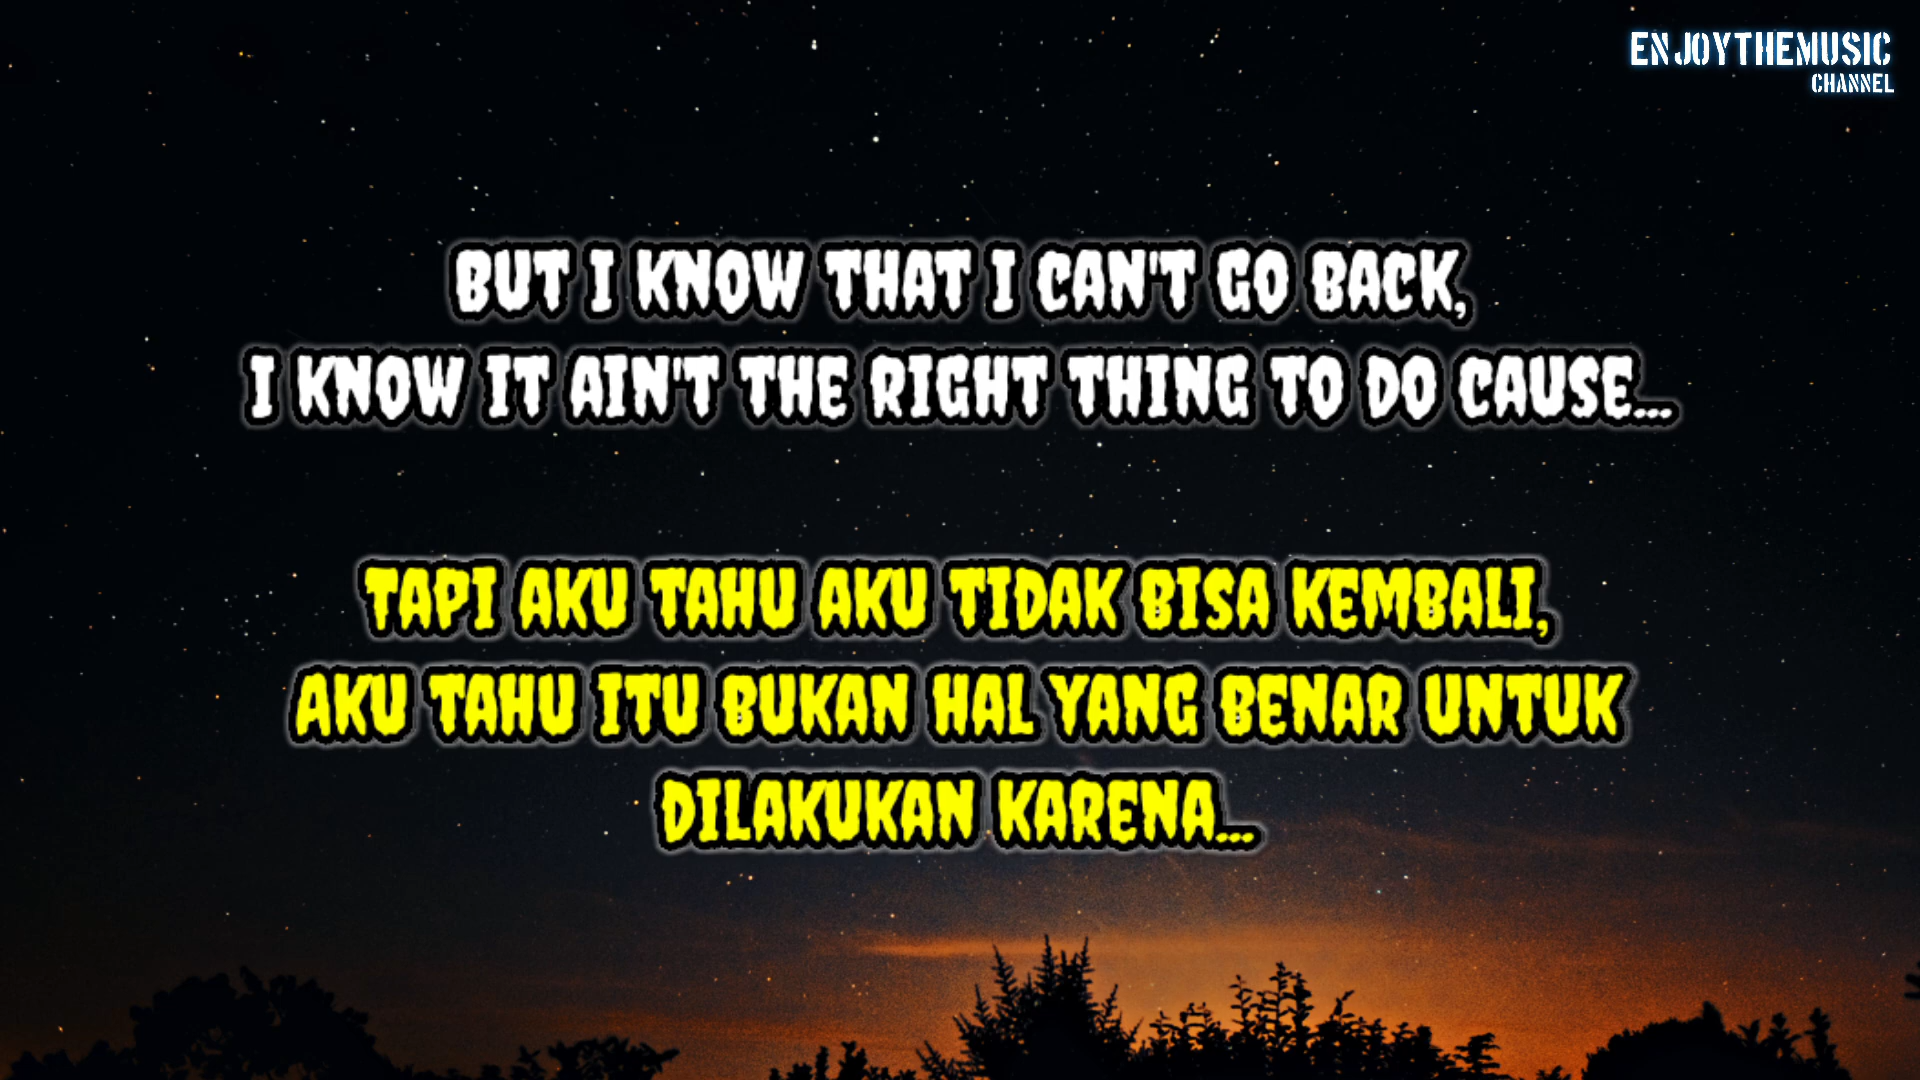 ENJOYTHEMUSIC
CHANNEL
BUT I KNOW THAT I CAN'T GO BACK,
I KNOW IT AIN'T THE RIGHT THING TO DO CAUSE...
TAPI AKU TAHU AKU TIDAK BISA KEMBALI,
AKU TAHU ITU BUKAN HAL YANG BENAR UNTUK
DILAKUKAN KARENA...